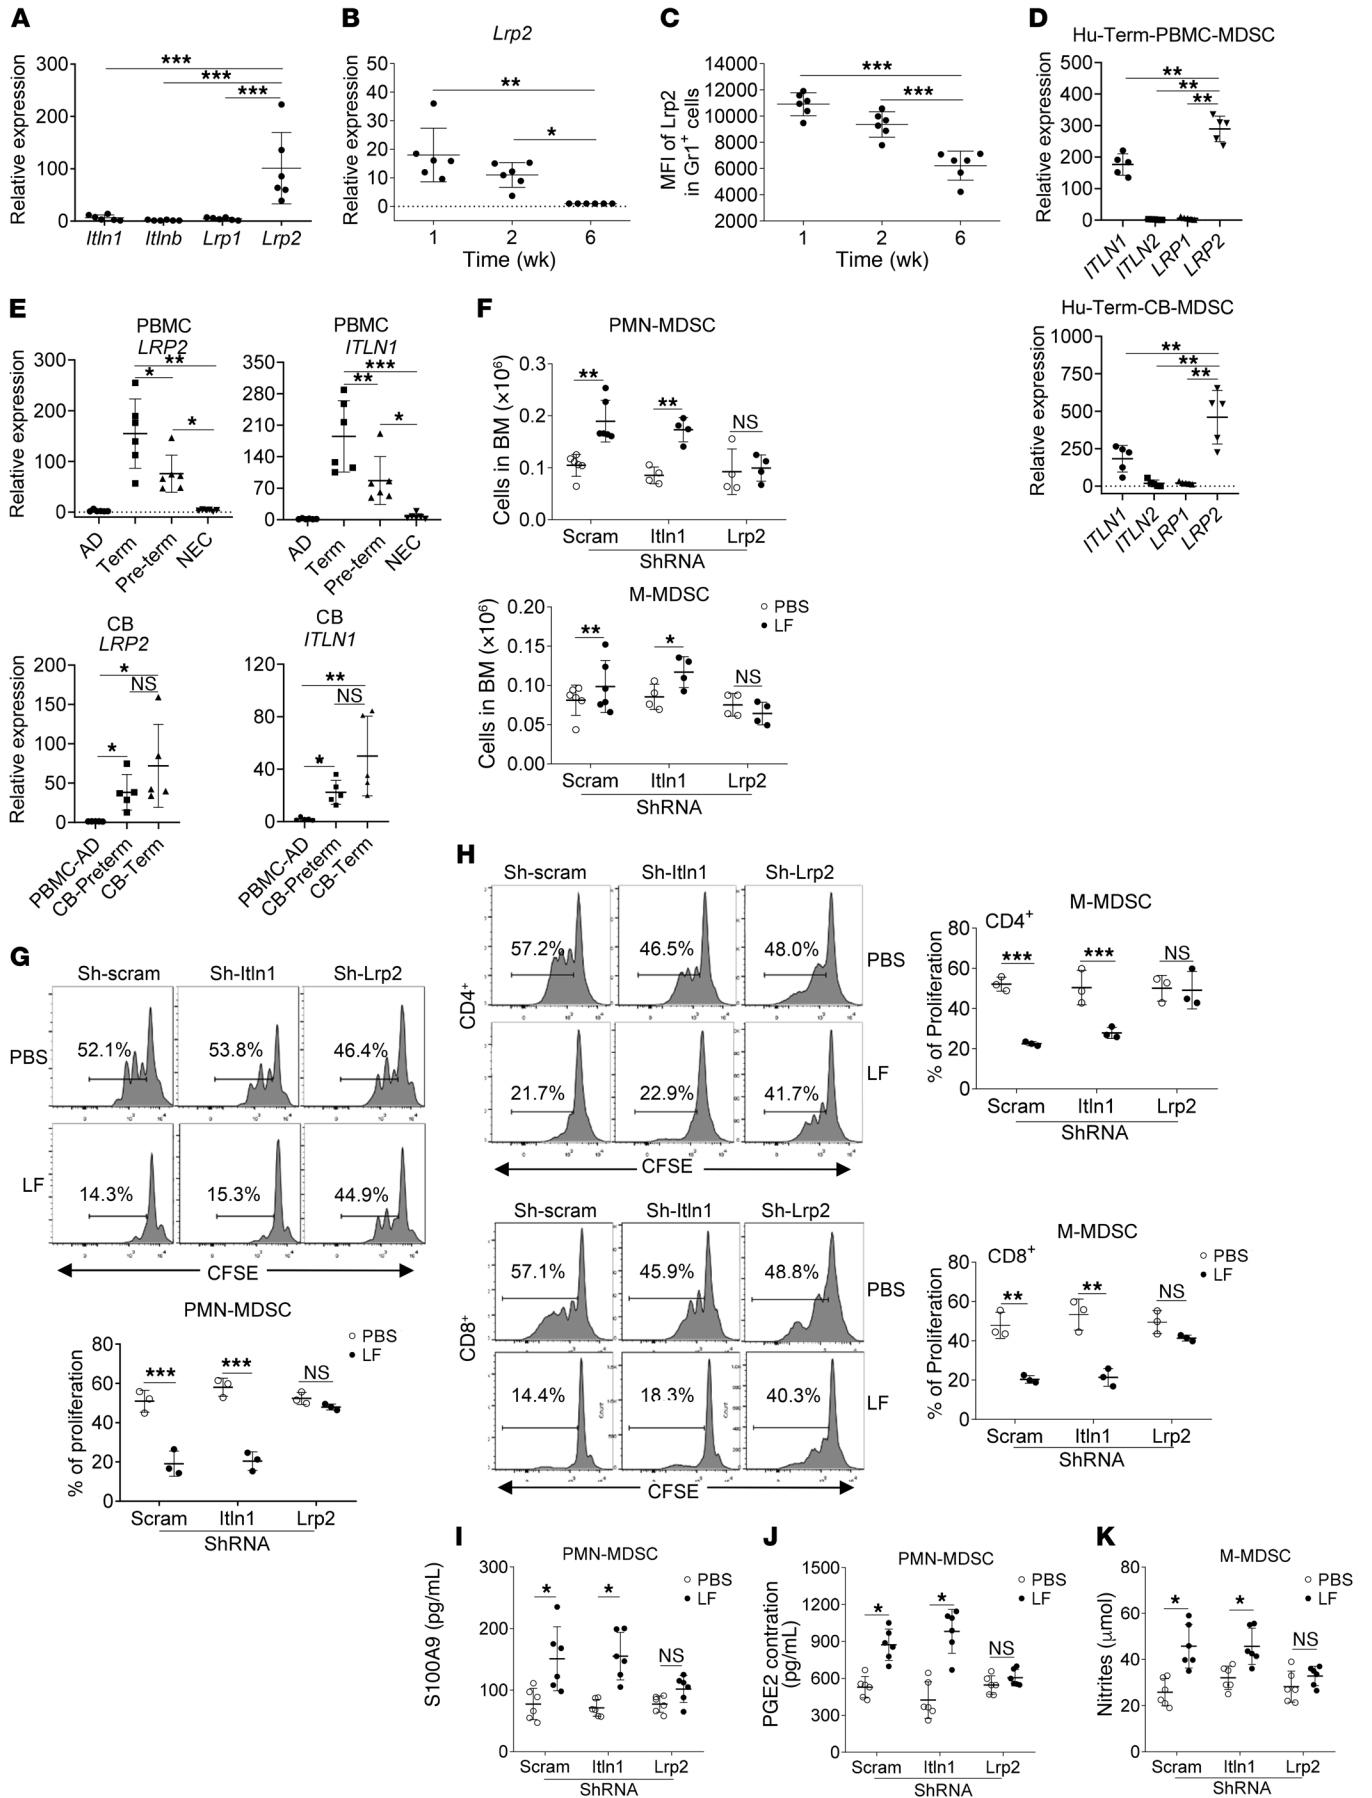 A
Relative expression
300
200
100
0
***
***
***
Itln1 Itlnb Lrp1 Lrp2
B
Lrp2
Relative expression
50
40
30
20
10
0
**
*
1 2 6
Time (wk)
C
MFI of Lrp2
in Gr1+ cells
14000
12000
10000
8000
6000
4000
2000
***
***
1 2 6
Time (wk)
D
Hu-Term-PBMC-MDSC
Relative expression
500
400
300
200
100
0
**
**
**
ITLN1 ITLN2 LRP1 LRP2
Hu-Term-CB-MDSC
Relative expression
1000
750
500
250
0
**
**
**
ITLN1 ITLN2 LRP1 LRP2
E
PBMC
LRP2
Relative expression
300
200
100
0
**
*
*
AD Term Pre-term NEC
PBMC
ITLN1
350
280
210
140
70
0
***
**
*
AD Term Pre-term NEC
CB
LRP2
Relative expression
200
150
100
50
0
*
NS
*
PBMC-AD CB-Preterm CB-Term
CB
ITLN1
120
80
40
0
**
NS
*
PBMC-AD CB-Preterm CB-Term
F
PMN-MDSC
Cells in BM (×10⁶)
0.3
0.2
0.1
0.0
** ** NS
Scram Itln1 Lrp2
ShRNA
M-MDSC
Cells in BM (×10⁶)
0.20
0.15
0.10
0.05
0.00
PBS
LF
** * NS
Scram Itln1 Lrp2
ShRNA
G
Sh-scram Sh-Itln1 Sh-Lrp2
PBS
52.1% 53.8% 46.4%
LF
14.3% 15.3% 44.9%
CFSE
PMN-MDSC
% of proliferation
80
60
40
20
0
PBS
LF
*** *** NS
Scram Itln1 Lrp2
ShRNA
H
Sh-scram Sh-Itln1 Sh-Lrp2
CD4+
57.2% 46.5% 48.0%
PBS
21.7% 22.9% 41.7%
LF
CFSE
M-MDSC
CD4+
% of Proliferation
80
60
40
20
0
*** *** NS
Scram Itln1 Lrp2
ShRNA
Sh-scram Sh-Itln1 Sh-Lrp2
CD8+
57.1% 45.9% 48.8%
PBS
14.4% 18.3% 40.3%
LF
CFSE
M-MDSC
CD8+
% of Proliferation
80
60
40
20
0
PBS
LF
** ** NS
Scram Itln1 Lrp2
ShRNA
I
PMN-MDSC
S100A9 (pg/mL)
300
200
100
0
PBS
LF
* * NS
Scram Itln1 Lrp2
ShRNA
J
PMN-MDSC
PGE2 contration
(pg/mL)
1500
1200
900
600
300
0
PBS
LF
* * NS
Scram Itln1 Lrp2
ShRNA
K
M-MDSC
Nitrites (µmol)
80
60
40
20
0
PBS
LF
* * NS
Scram Itln1 Lrp2
ShRNA